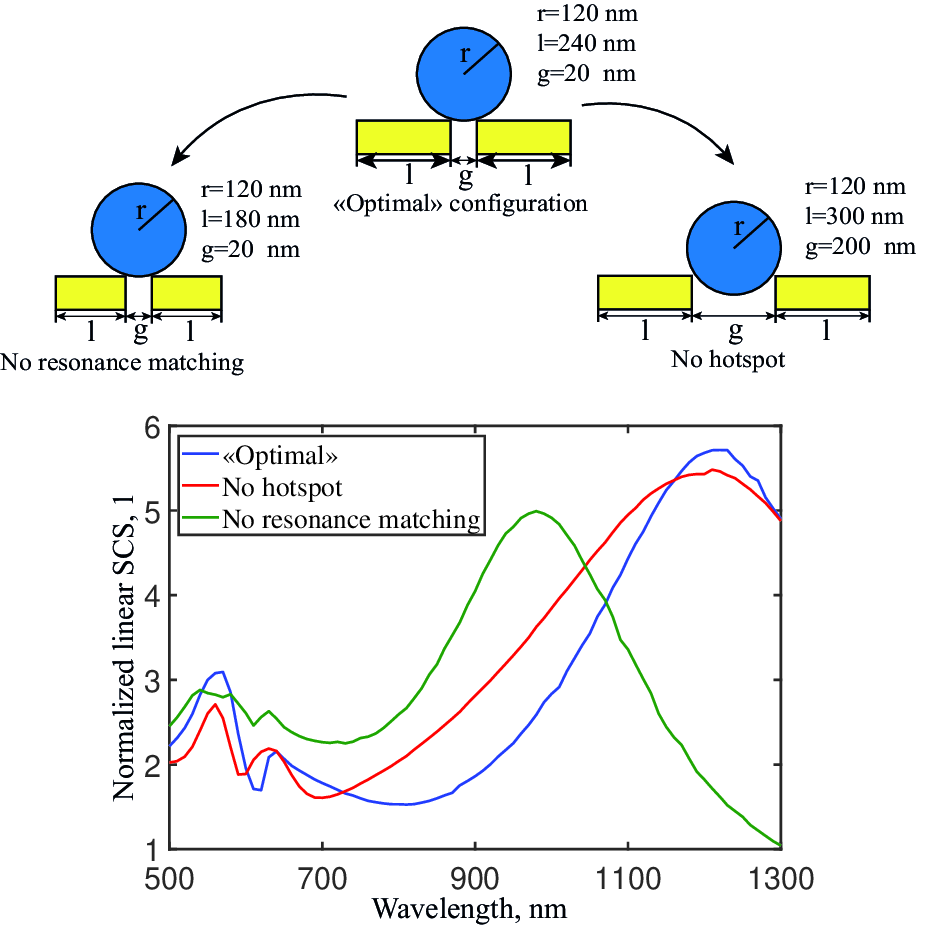 r=120 nm
l=240 nm
g=20 nm
r
l g l
«Optimal» configuration
r=120 nm
l=180 nm
g=20 nm
r
l g l
No resonance matching
r=120 nm
l=300 nm
g=200 nm
r
l g l
No hotspot
Normalized linear SCS, 1
6
5
4
3
2
1
«Optimal»
No hotspot
No resonance matching
500 700 900 1100 1300
Wavelength, nm